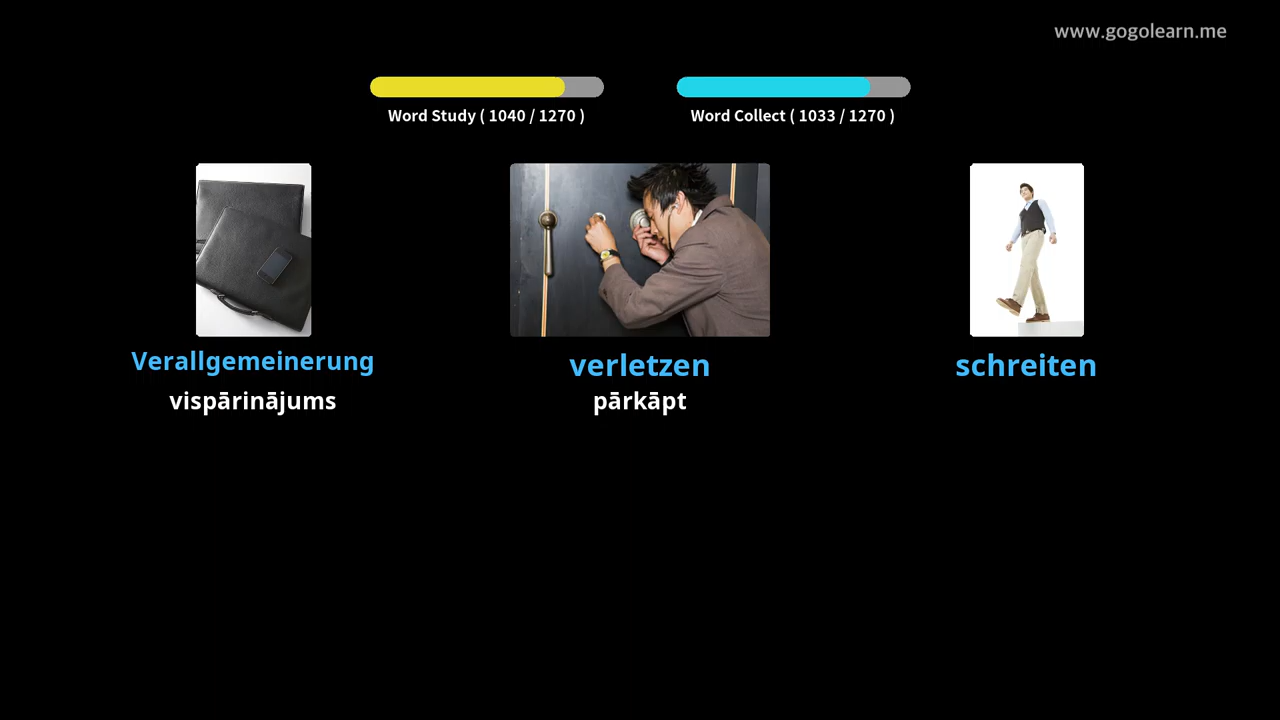 www.gogolearn.me
Word Study ( 1040 / 1270 )
Word Collect ( 1033 / 1270 )
Verallgemeinerung
vispārinājums
verletzen
pārkāpt
schreiten